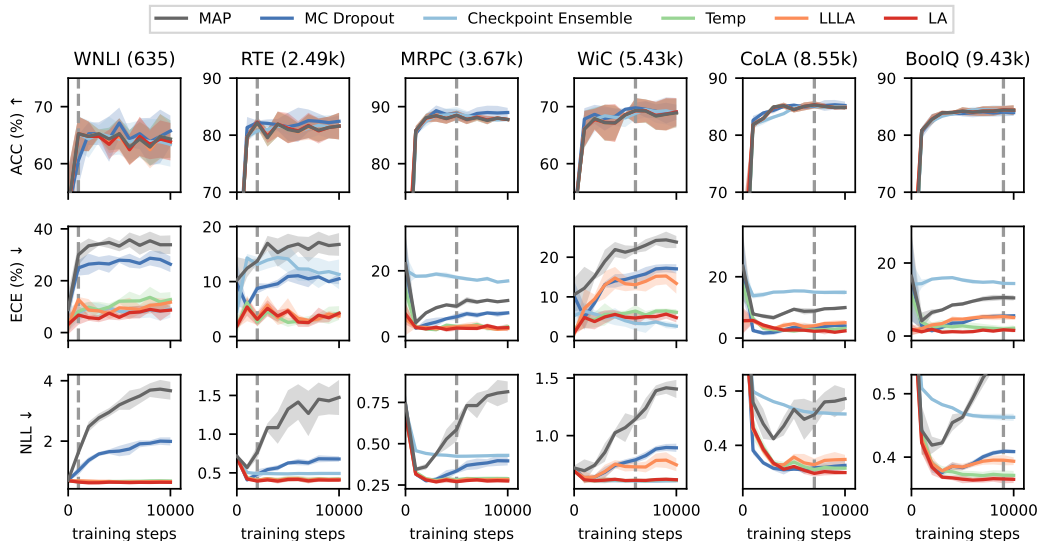 MAP MC Dropout Checkpoint Ensemble Temp LLLA LA
WNLI (635) RTE (2.49k) MRPC (3.67k) WiC (5.43k) CoLA (8.55k) BoolQ (9.43k)
ACC (%) ↑
70 60
90 80 70
90 80
70 60
90 80 70
90 80 70
ECE (%) ↓
40 20 0
20 10 0
20 0
30 20 10 0
20 0
20 0
NLL ↓
4 2
1.5 1.0 0.5
0.75 0.50 0.25
1.5 1.0
0.5 0.4
0.5 0.4
0 10000 0 10000 0 10000 0 10000 0 10000 0 10000
training steps training steps training steps training steps training steps training steps